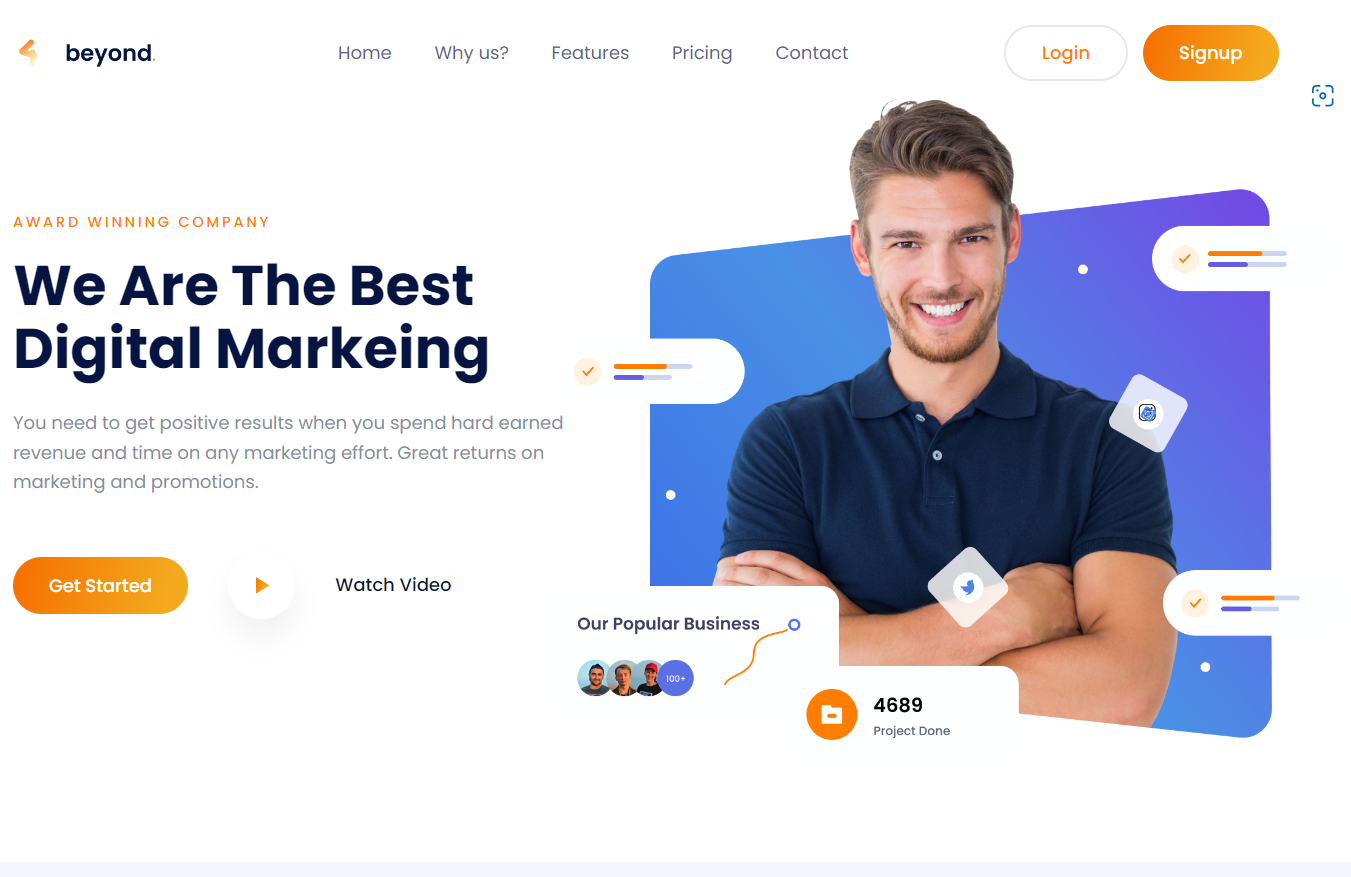 beyond.
Home
Why us?
Features
Pricing
Contact
Login
Signup
AWARD WINNING COMPANY
We Are The Best
Digital Markeing
You need to get positive results when you spend hard earned
revenue and time on any marketing effort. Great returns on
marketing and promotions.
Get Started
Watch Video
Our Popular Business
100+
4689
Project Done